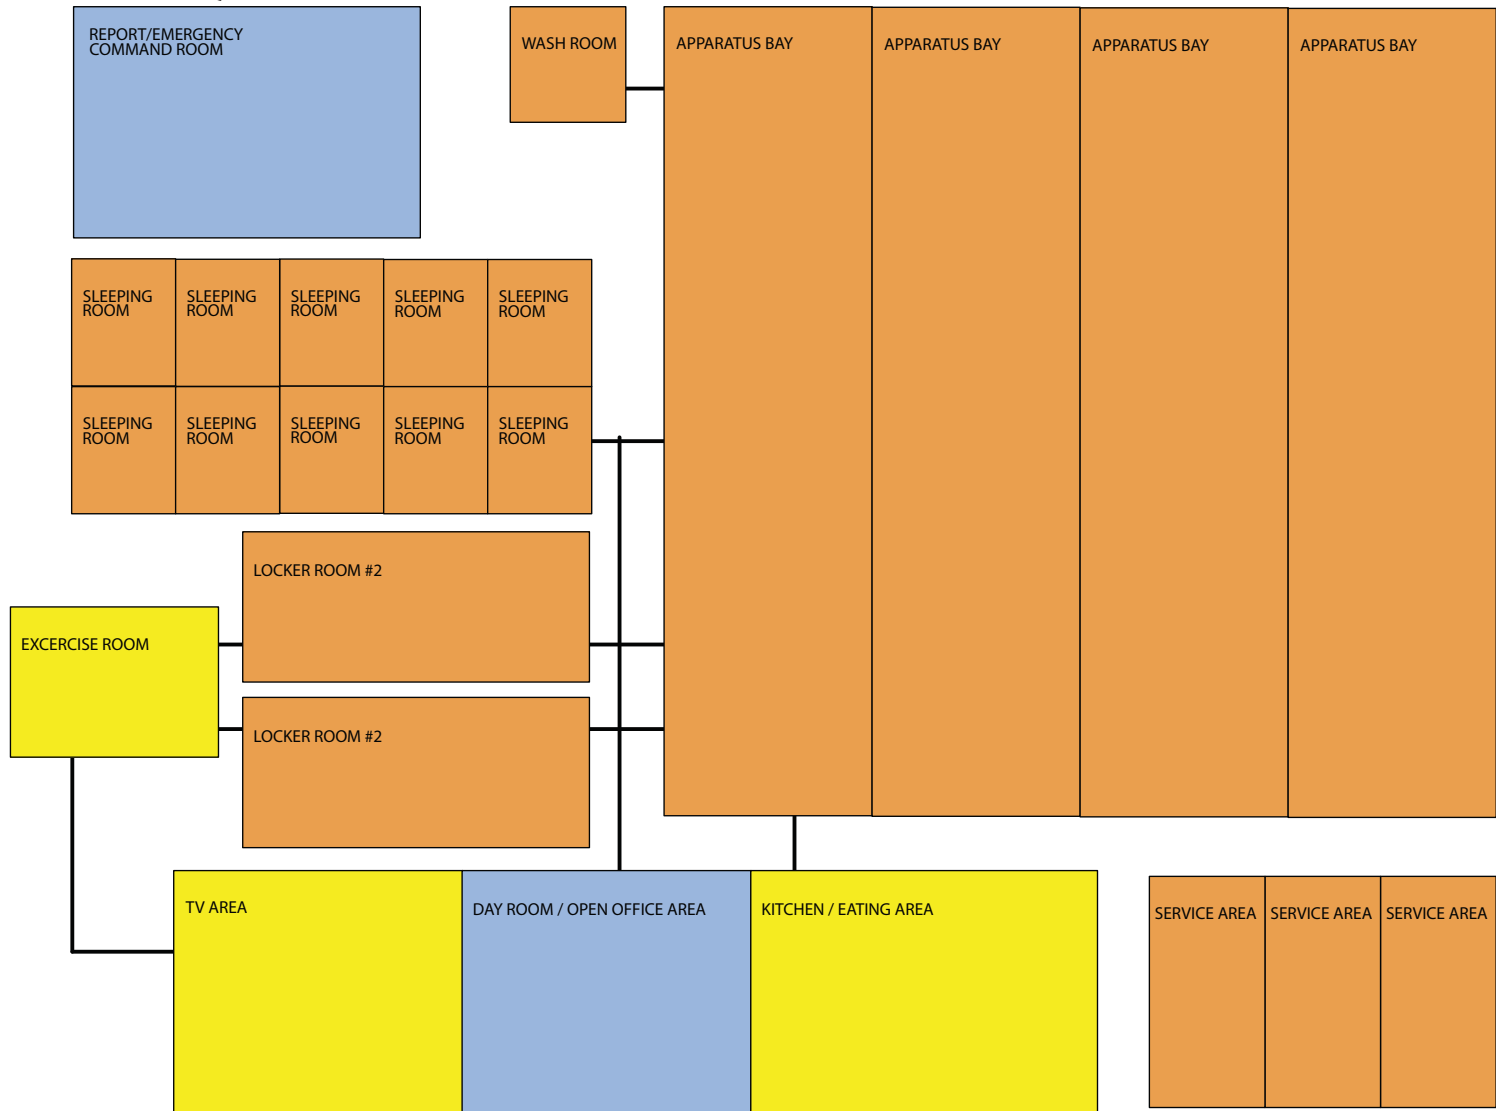 REPORT/EMERGENCY
COMMAND ROOM
WASH ROOM
APPARATUS BAY
APPARATUS BAY
APPARATUS BAY
APPARATUS BAY
SLEEPING
ROOM
SLEEPING
ROOM
SLEEPING
ROOM
SLEEPING
ROOM
SLEEPING
ROOM
SLEEPING
ROOM
SLEEPING
ROOM
SLEEPING
ROOM
SLEEPING
ROOM
SLEEPING
ROOM
LOCKER ROOM #2
EXCERCISE ROOM
LOCKER ROOM #2
TV AREA
DAY ROOM / OPEN OFFICE AREA
KITCHEN / EATING AREA
SERVICE AREA
SERVICE AREA
SERVICE AREA